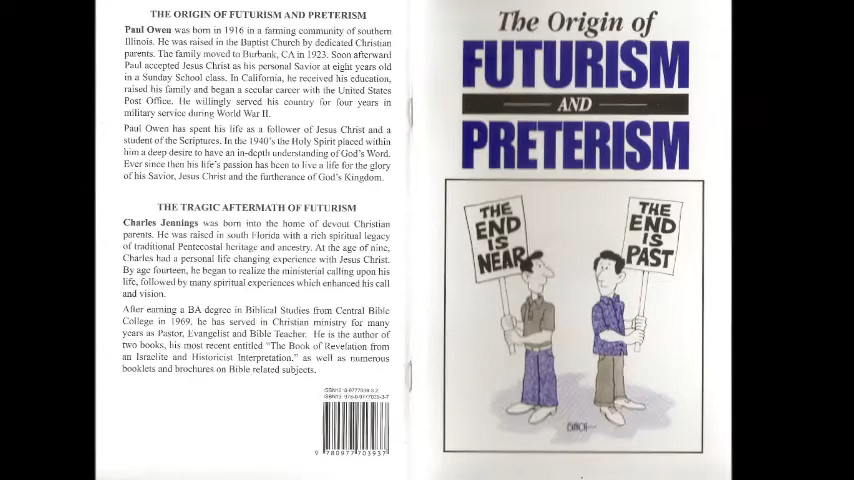 THE ORIGIN OF FUTURISM AND PRETERISM
Paul Owen was born in 1916 in a farming community of southern
Illinois. He was raised in the Baptist Church by dedicated Christian
parents. The family moved to Burbank, CA in 1923. Soon afterward
Paul accepted Jesus Christ as his personal Savior at eight years old
in a Sunday School class. In California, he received his education,
raised his family and began a secular career with the United States
Post Office. He willingly served his country for four years in
military service during World War II.
Paul Owen has spent his life as a follower of Jesus Christ and a
student of the Scriptures. In the 1940's the Holy Spirit placed within
him a deep desire to have an in-depth understanding of God's Word.
Ever since then his life's passion has been to live a life for the glory
of his Savior, Jesus Christ and the furtherance of God's Kingdom.
THE TRAGIC AFTERMATH OF FUTURISM
Charles Jennings was born into the home of devout Christian
parents. He was raised in south Florida with a rich spiritual legacy
of traditional Pentecostal heritage and ancestry. At the age of nine,
Charles had a personal life changing experience with Jesus Christ.
By age fourteen, he began to realize the ministerial calling upon his
life, followed by many spiritual experiences which enhanced his call
and vision.
After earning a BA degree in Biblical Studies from Central Bible
College in 1969, he has served in Christian ministry for many
years as Pastor, Evangelist and Bible Teacher. He is the author of
two books, his most recent entitled "The Book of Revelation from
an Israelite and Historicist Interpretation," as well as numerous
booklets and brochures on Bible related subjects.
9 780977 703937
The Origin of
FUTURISM
AND
PRETERISM
THE
END
IS
NEAR
THE
END
IS
PAST